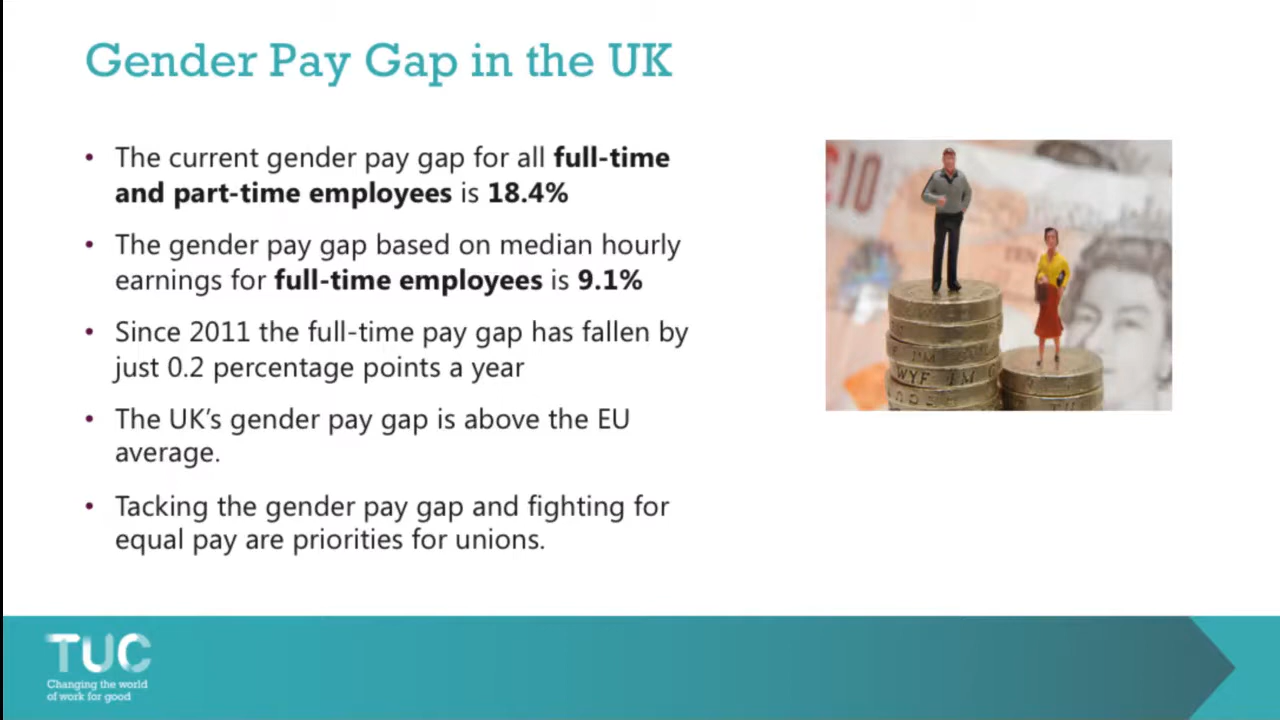 Gender Pay Gap in the UK
• The current gender pay gap for all full-time
and part-time employees is 18.4%
• The gender pay gap based on median hourly
earnings for full-time employees is 9.1%
• Since 2011 the full-time pay gap has fallen by
just 0.2 percentage points a year
• The UK’s gender pay gap is above the EU
average.
• Tacking the gender pay gap and fighting for
equal pay are priorities for unions.
£10
TEN
WYF
TUC
Changing the world
of work for good